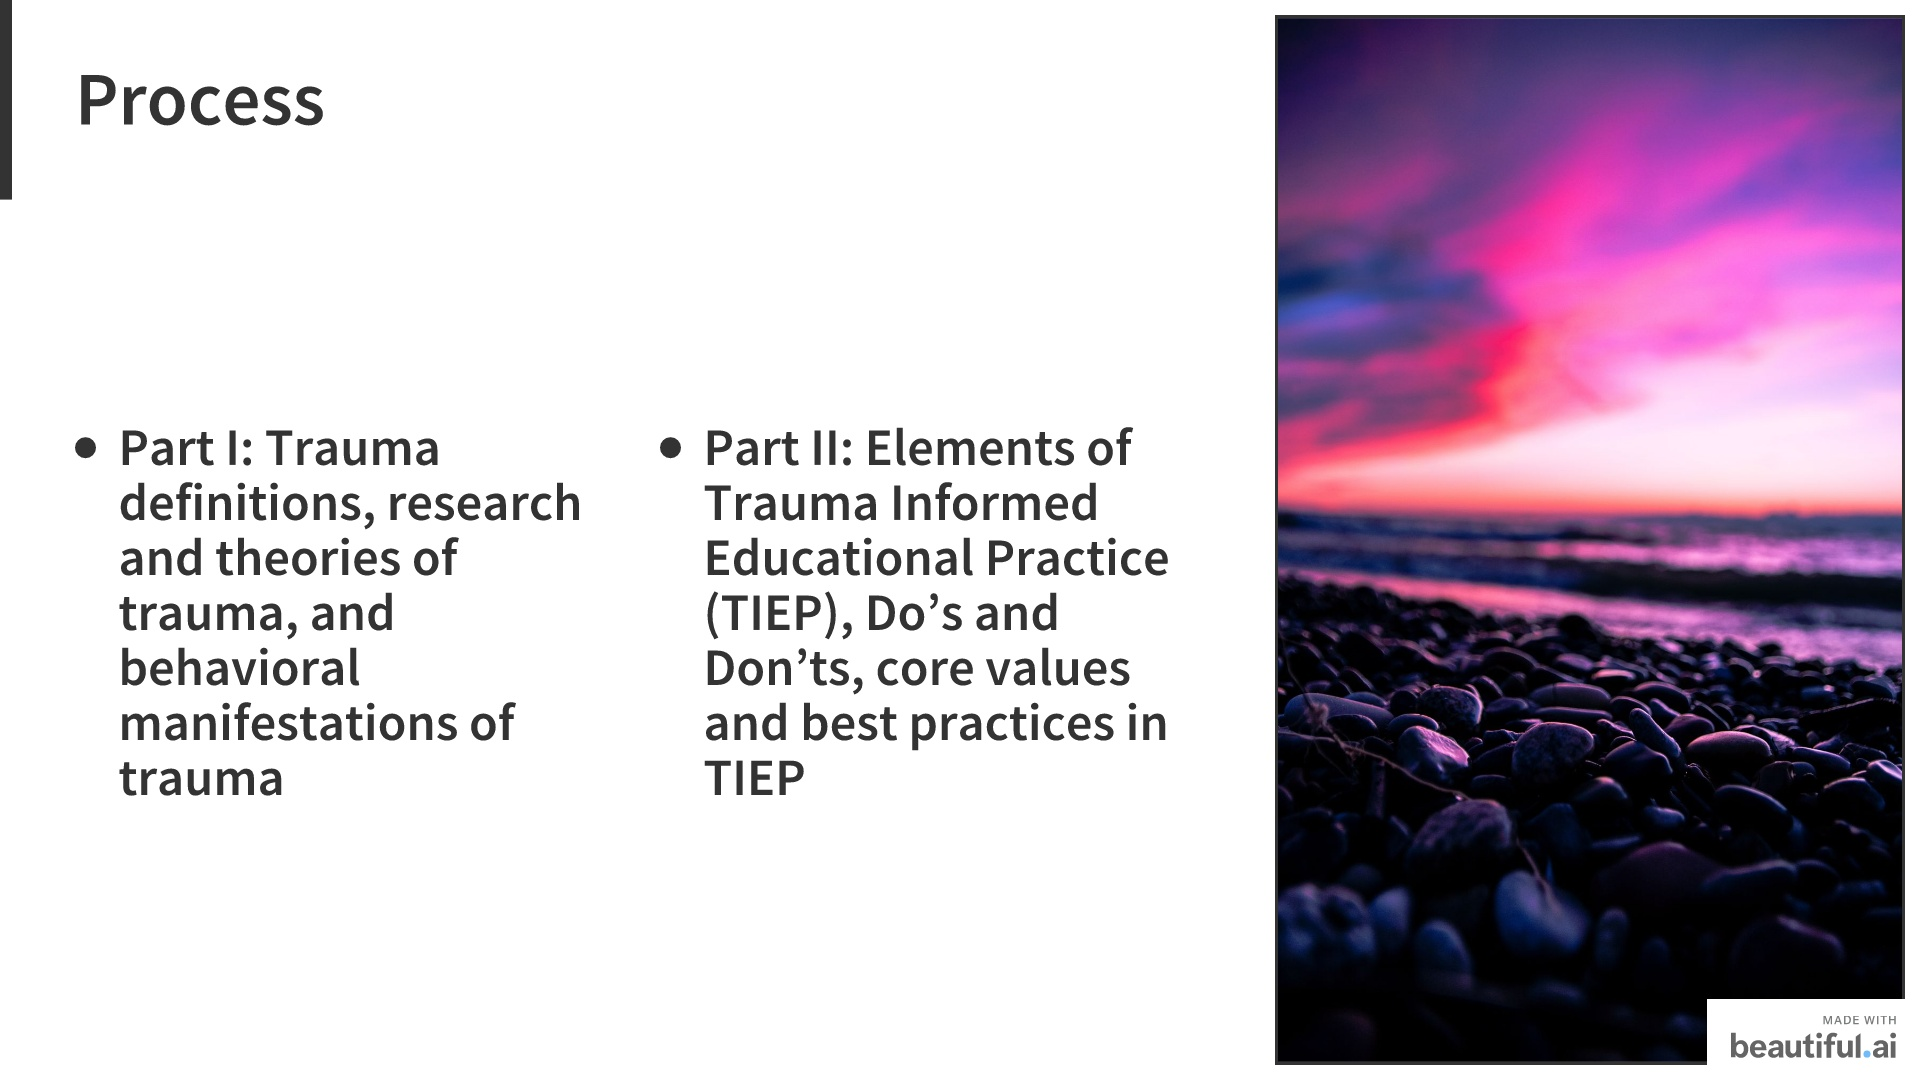 Process
Part I: Trauma
definitions, research
and theories of
trauma, and
behavioral
manifestations of
trauma
Part II: Elements of
Trauma Informed
Educational Practice
(TIEP), Do’s and
Don’ts, core values
and best practices in
TIEP
MADE WITH
beautiful.ai